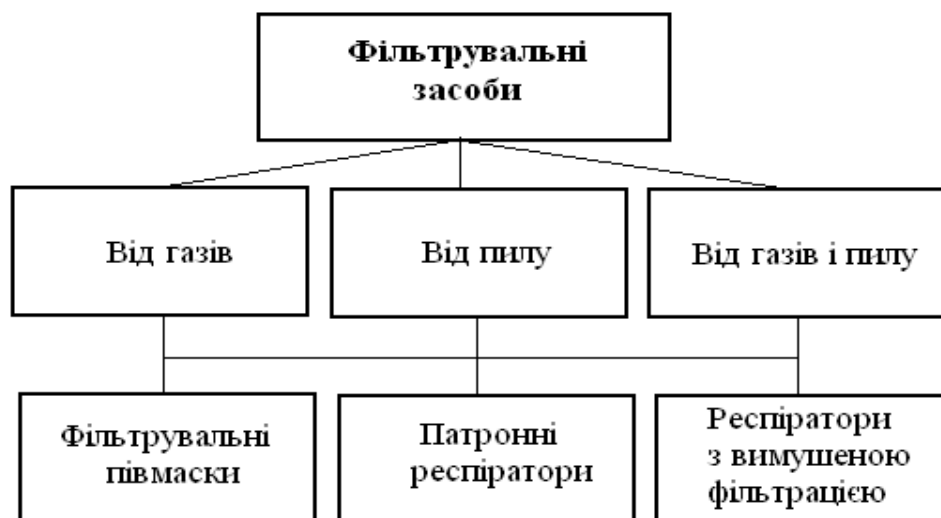 Фільтрувальні
засоби
Від газів
Від пилу
Від газів і пилу
Фільтрувальні
півмаски
Патронні
респіратори
Респіратори
з вимушеною
фільтрацією